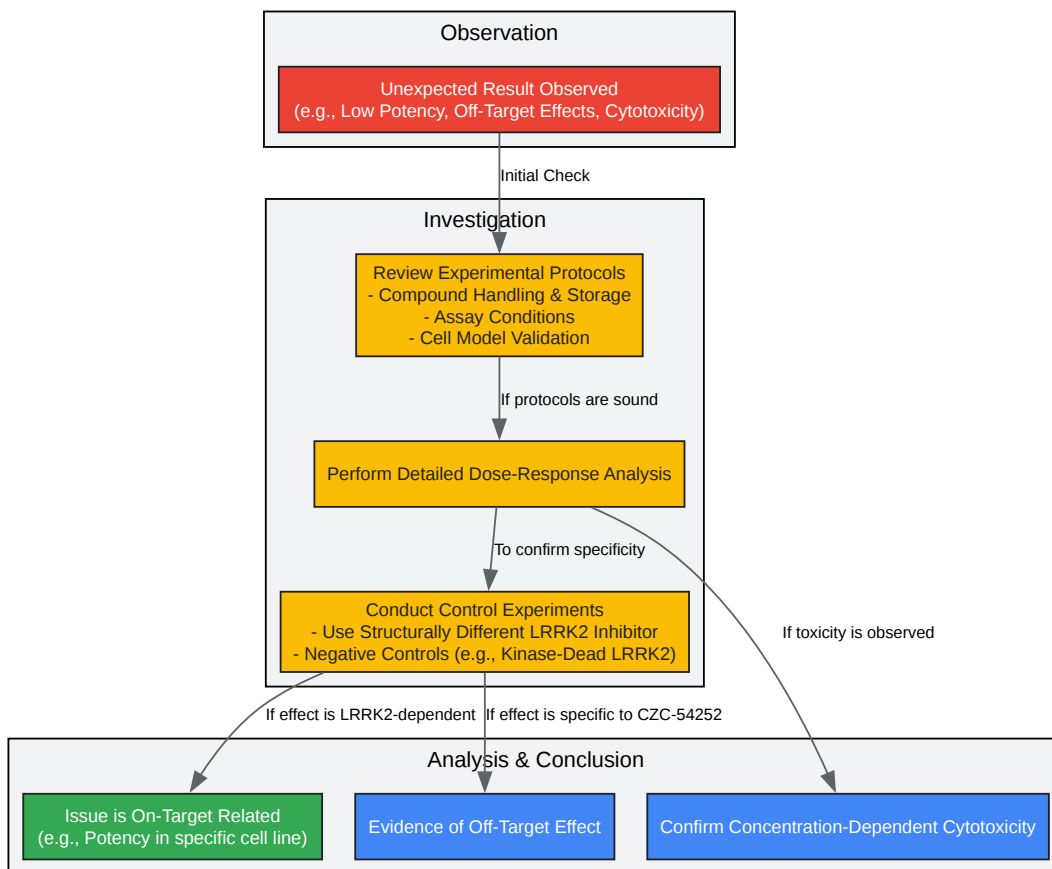 Observation
Unexpected Result Observed
(e.g., Low Potency, Off-Target Effects, Cytotoxicity)
Initial Check
Investigation
Review Experimental Protocols
- Compound Handling & Storage
- Assay Conditions
- Cell Model Validation
If protocols are sound
Perform Detailed Dose-Response Analysis
To confirm specificity
Conduct Control Experiments
- Use Structurally Different LRRK2 Inhibitor
- Negative Controls (e.g., Kinase-Dead LRRK2)
If toxicity is observed
If effect is LRRK2-dependent
If effect is specific to CZC-54252
Analysis & Conclusion
Issue is On-Target Related
(e.g., Potency in specific cell line)
Evidence of Off-Target Effect
Confirm Concentration-Dependent Cytotoxicity